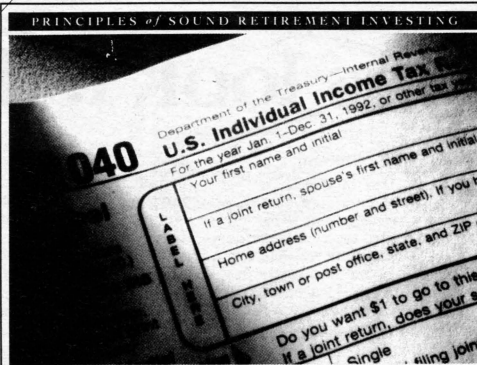 PRINCIPLES of SOUND RETIREMENT INVESTING
Department of the Treasury—Internal
U.S. Individual Income Tax
040
For the year Jan. 1-Dec. 31, 1992, or other tax
Your first name and initial
If a joint return, spouse's first name and initial
LABEL HERE
Home address (number and street). If you
City, town or post office, state, and ZIP
Do you want $1 to go to this
If a joint return, does your
Single
filing